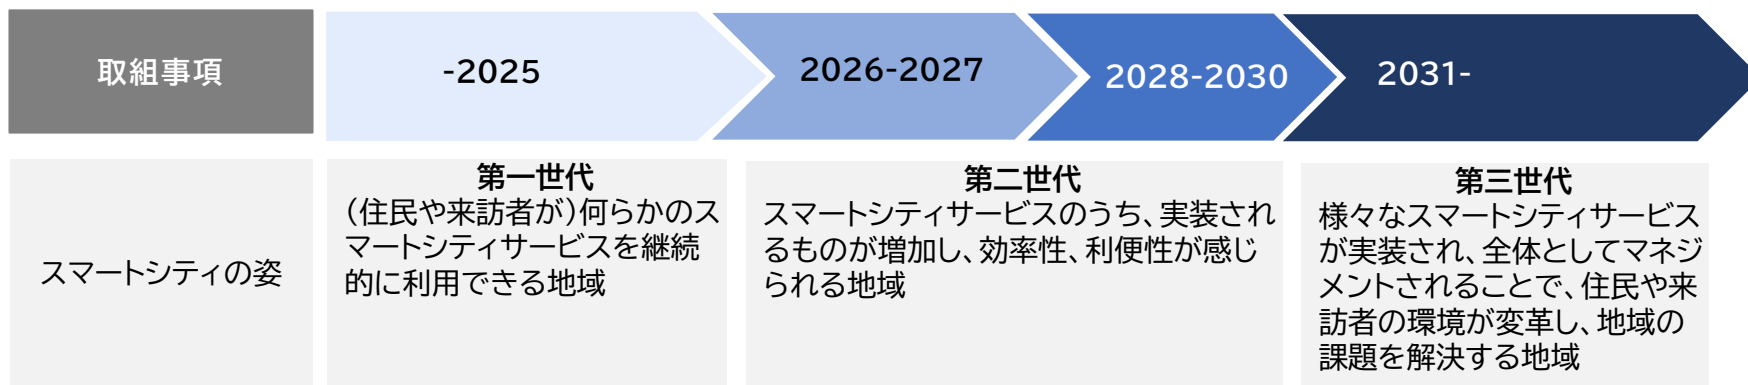 取組事項
-2025
2026-2027
2028-2030
2031-
スマートシティの姿
第一世代
（住民や来訪者が）何らかのス
マートシティサービスを継続
的に利用できる地域
第二世代
スマートシティサービスのうち、実装され
るものが増加し、効率性、利便性が感じ
られる地域
第三世代
様々なスマートシティサービス
が実装され、全体としてマネジ
メントされることで、住民や来
訪者の環境が変革し、地域の
課題を解決する地域